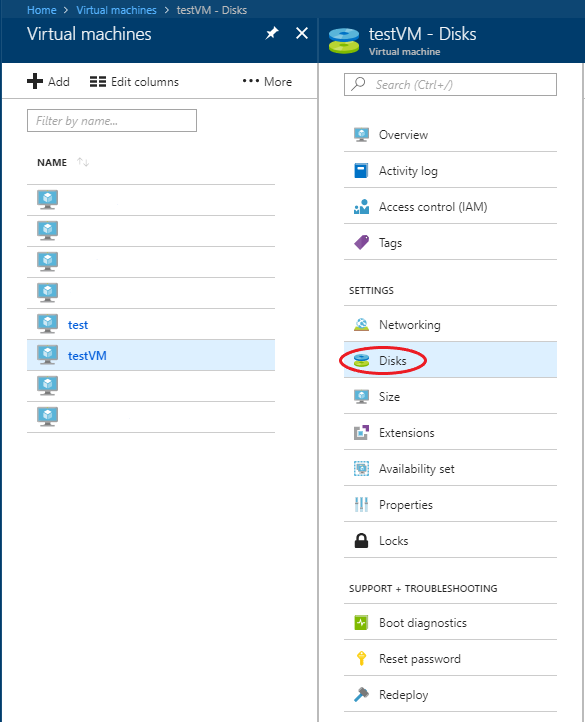 Home > Virtual machines > testVM - Disks
Virtual machines
Add
Edit columns
More
Filter by name...
NAME
test
testVM
testVM - Disks
Virtual machine
Search (Ctrl+/)
Overview
Activity log
Access control (IAM)
Tags
SETTINGS
Networking
Disks
Size
Extensions
Availability set
Properties
Locks
SUPPORT + TROUBLESHOOTING
Boot diagnostics
Reset password
Redeploy